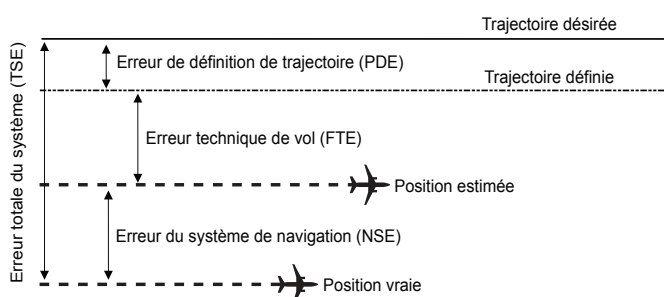 Trajectoire désirée
Erreur de définition de trajectoire (PDE)
Trajectoire définie
Erreur technique de vol (FTE)
Position estimée
Erreur du système de navigation (NSE)
Position vraie
Erreur totale du système (TSE)